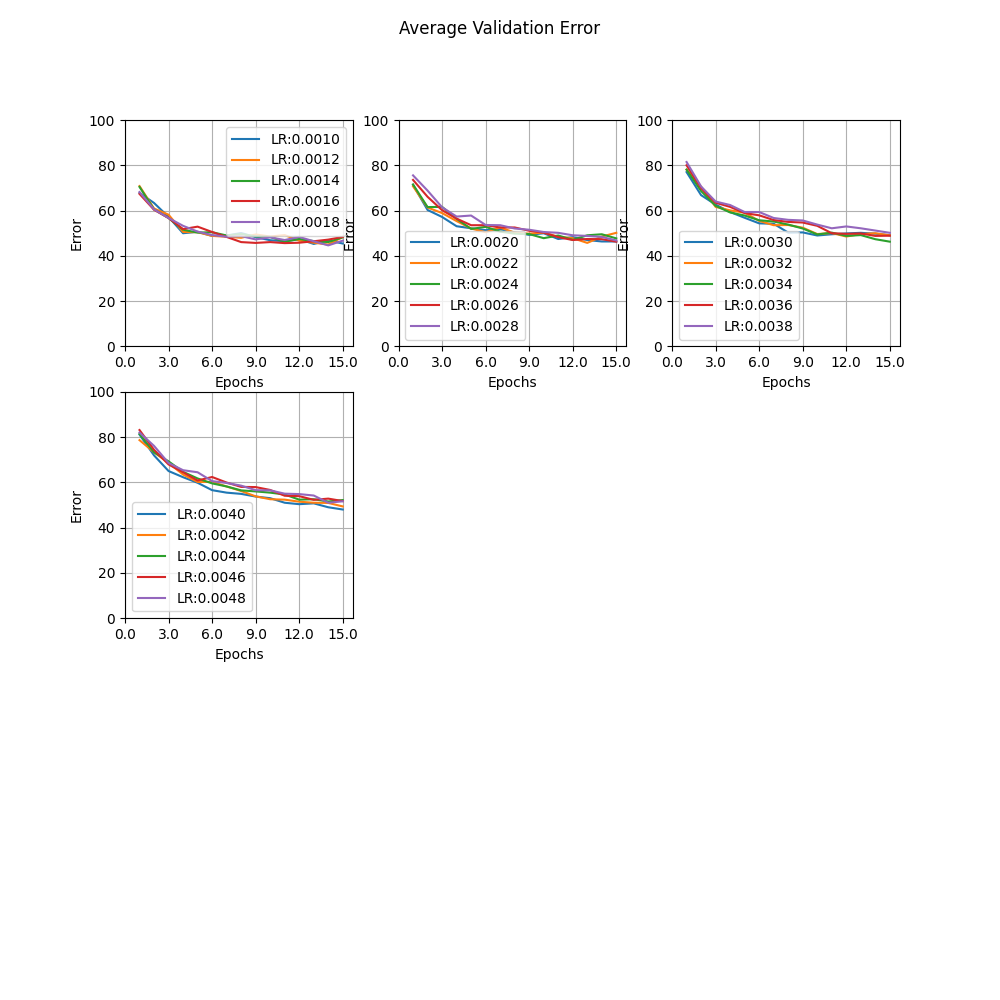 Average Validation Error
100
80
60
40
20
0
Error
0.0 3.0 6.0 9.0 12.0 15.0
Epochs
LR:0.0010
LR:0.0012
LR:0.0014
LR:0.0016
LR:0.0018
100
80
60
40
20
0
Error
0.0 3.0 6.0 9.0 12.0 15.0
Epochs
LR:0.0020
LR:0.0022
LR:0.0024
LR:0.0026
LR:0.0028
100
80
60
40
20
0
Error
0.0 3.0 6.0 9.0 12.0 15.0
Epochs
LR:0.0030
LR:0.0032
LR:0.0034
LR:0.0036
LR:0.0038
100
80
60
40
20
0
Error
0.0 3.0 6.0 9.0 12.0 15.0
Epochs
LR:0.0040
LR:0.0042
LR:0.0044
LR:0.0046
LR:0.0048